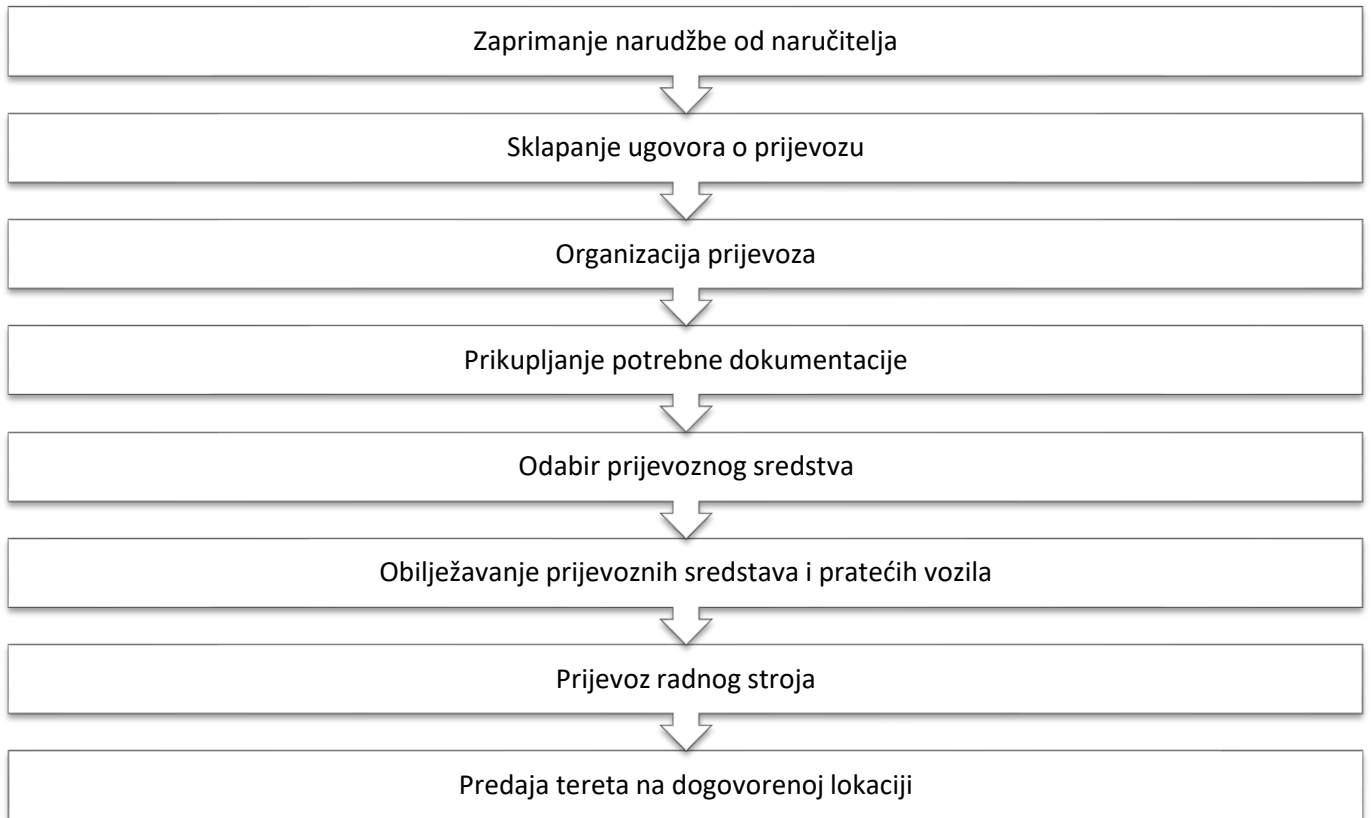 Zaprimanje narudžbe od naručitelja
Sklapanje ugovora o prijevozu
Organizacija prijevoza
Prikupljanje potrebne dokumentacije
Odabir prijevoznog sredstva
Obilježavanje prijevoznih sredstava i pratećih vozila
Prijevoz radnog stroja
Predaja tereta na dogovorenoj lokaciji